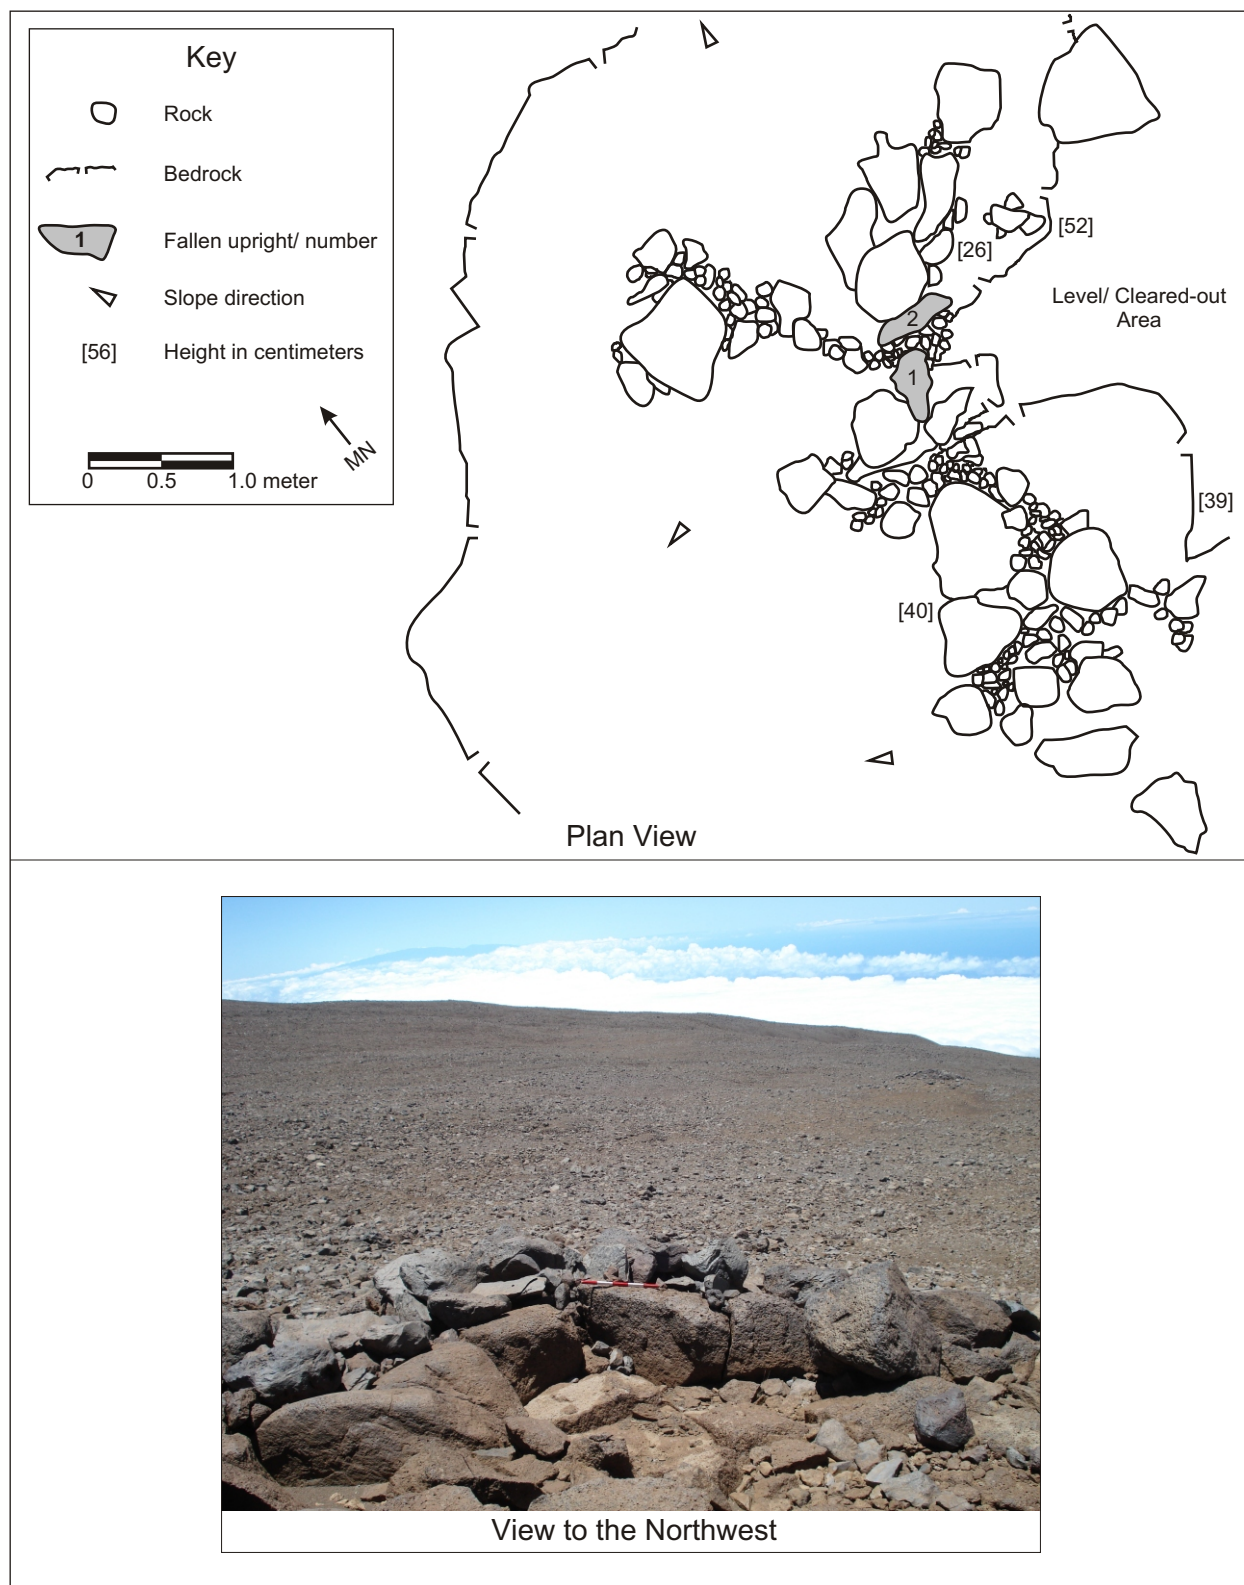 Key
Rock
Bedrock
1
Fallen upright/ number
Slope direction
[56]
Height in centimeters
MN
0
0.5
1.0 meter
[52]
[26]
Level/ Cleared-out
Area
2
1
[39]
[40]
Plan View
View to the Northwest